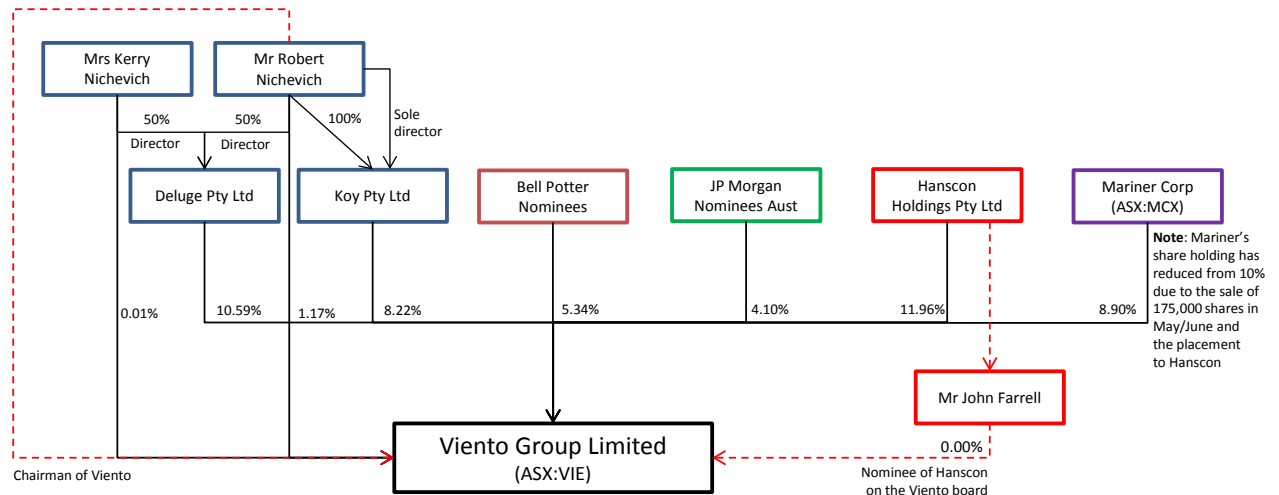 Mrs Kerry
Nichevich
Mr Robert
Nichevich
50%
50%
Director
Director
100%
Sole
director
Deluge Pty Ltd
Koy Pty Ltd
Bell Potter
Nominees
JP Morgan
Nominees Aust
Hanscon
Holdings Pty Ltd
Mariner Corp
(ASX:MCX)
Note: Mariner's
share holding has
reduced from 10%
due to the sale of
175,000 shares in
May/June and
the placement
to Hanscon
0.01%
10.59%
1.17%
8.22%
5.34%
4.10%
11.96%
8.90%
Mr John Farrell
Viento Group Limited
(ASX:VIE)
0.00%
Chairman of Viento
Nominee of Hanscon
on the Viento board